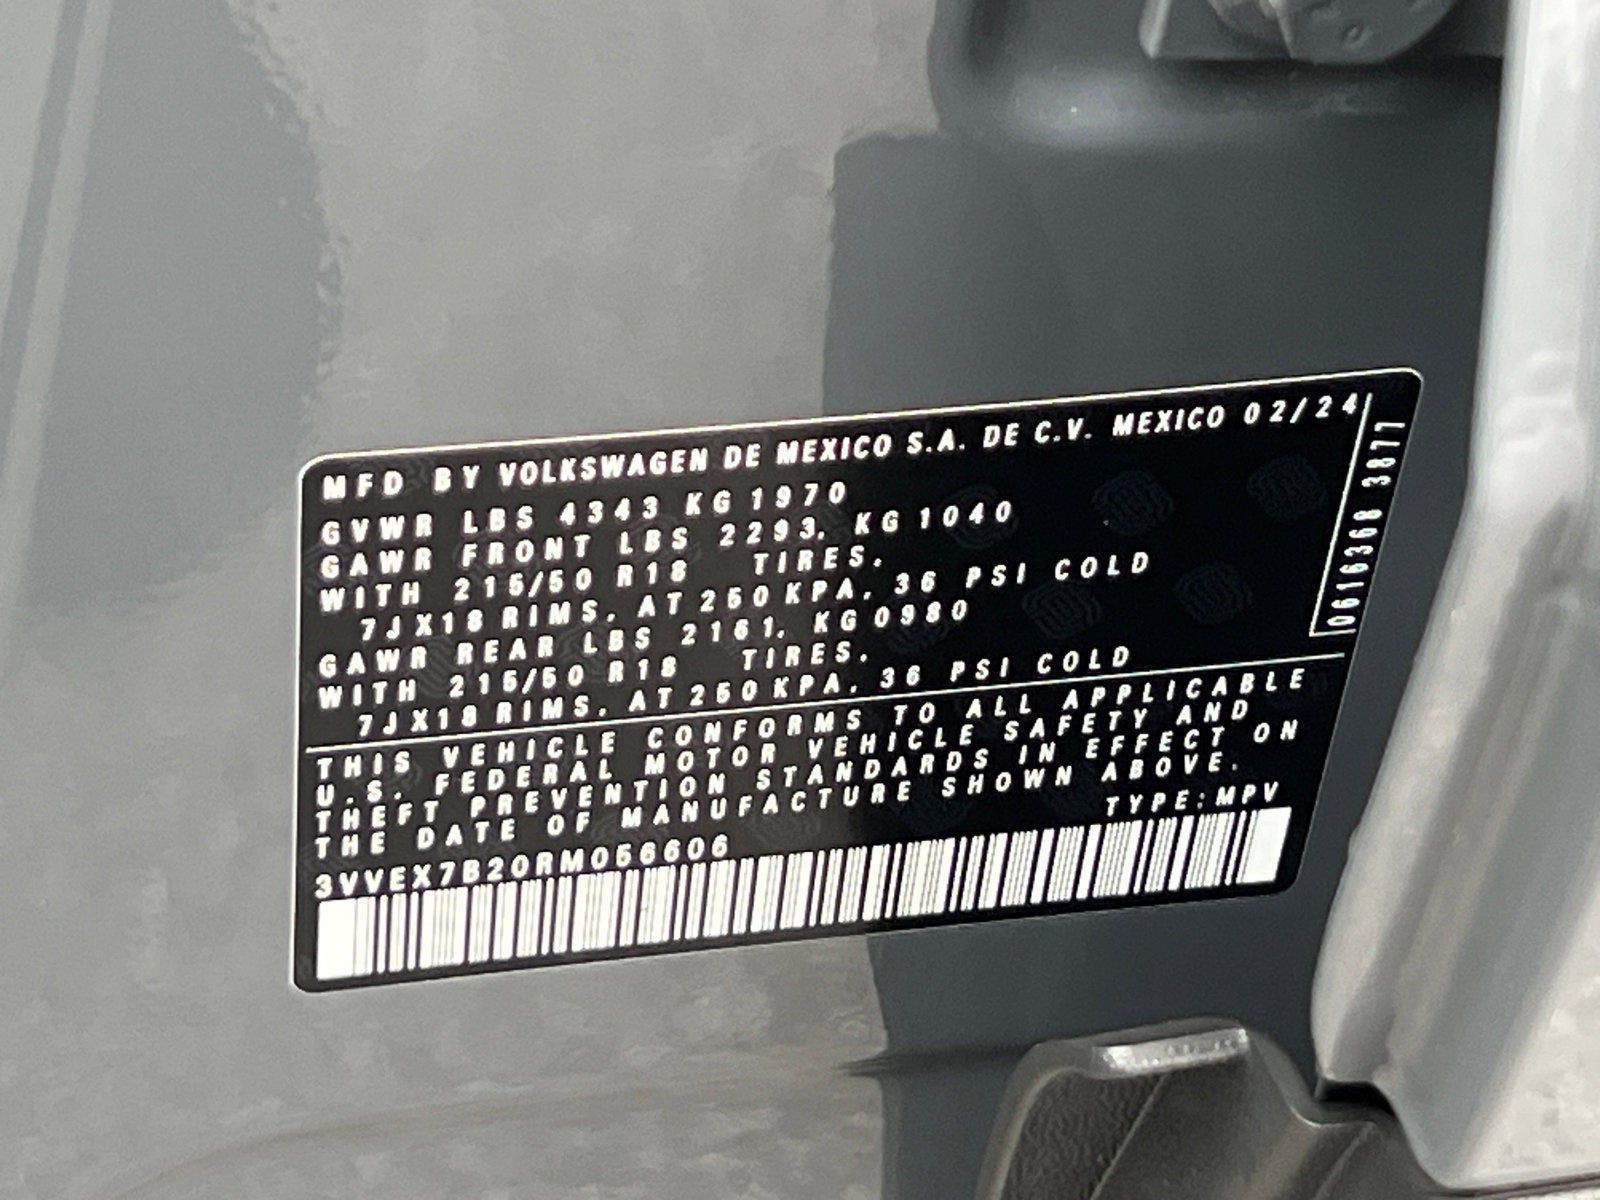 MFD BY VOLKSWAGEN DE MEXICO S.A. DE C.V. MEXICO 02/24
GVWR LBS 4343 KG 1970
GAWR FRONT LBS 2293, KG 1040
WITH 215/50 R18 TIRES,
7JX18 RIMS, AT 250 KPA, 36 PSI COLD
GAWR REAR LBS 2161, KG 0980
WITH 215/50 R18 TIRES,
7JX18 RIMS, AT 250 KPA, 36 PSI COLD
0616368 3877
THIS VEHICLE CONFORMS TO ALL APPLICABLE
U.S. FEDERAL MOTOR VEHICLE SAFETY AND
THEFT PREVENTION STANDARDS IN EFFECT ON
THE DATE OF MANUFACTURE SHOWN ABOVE.
TYPE: MPV
3VVEX7B20RM056606